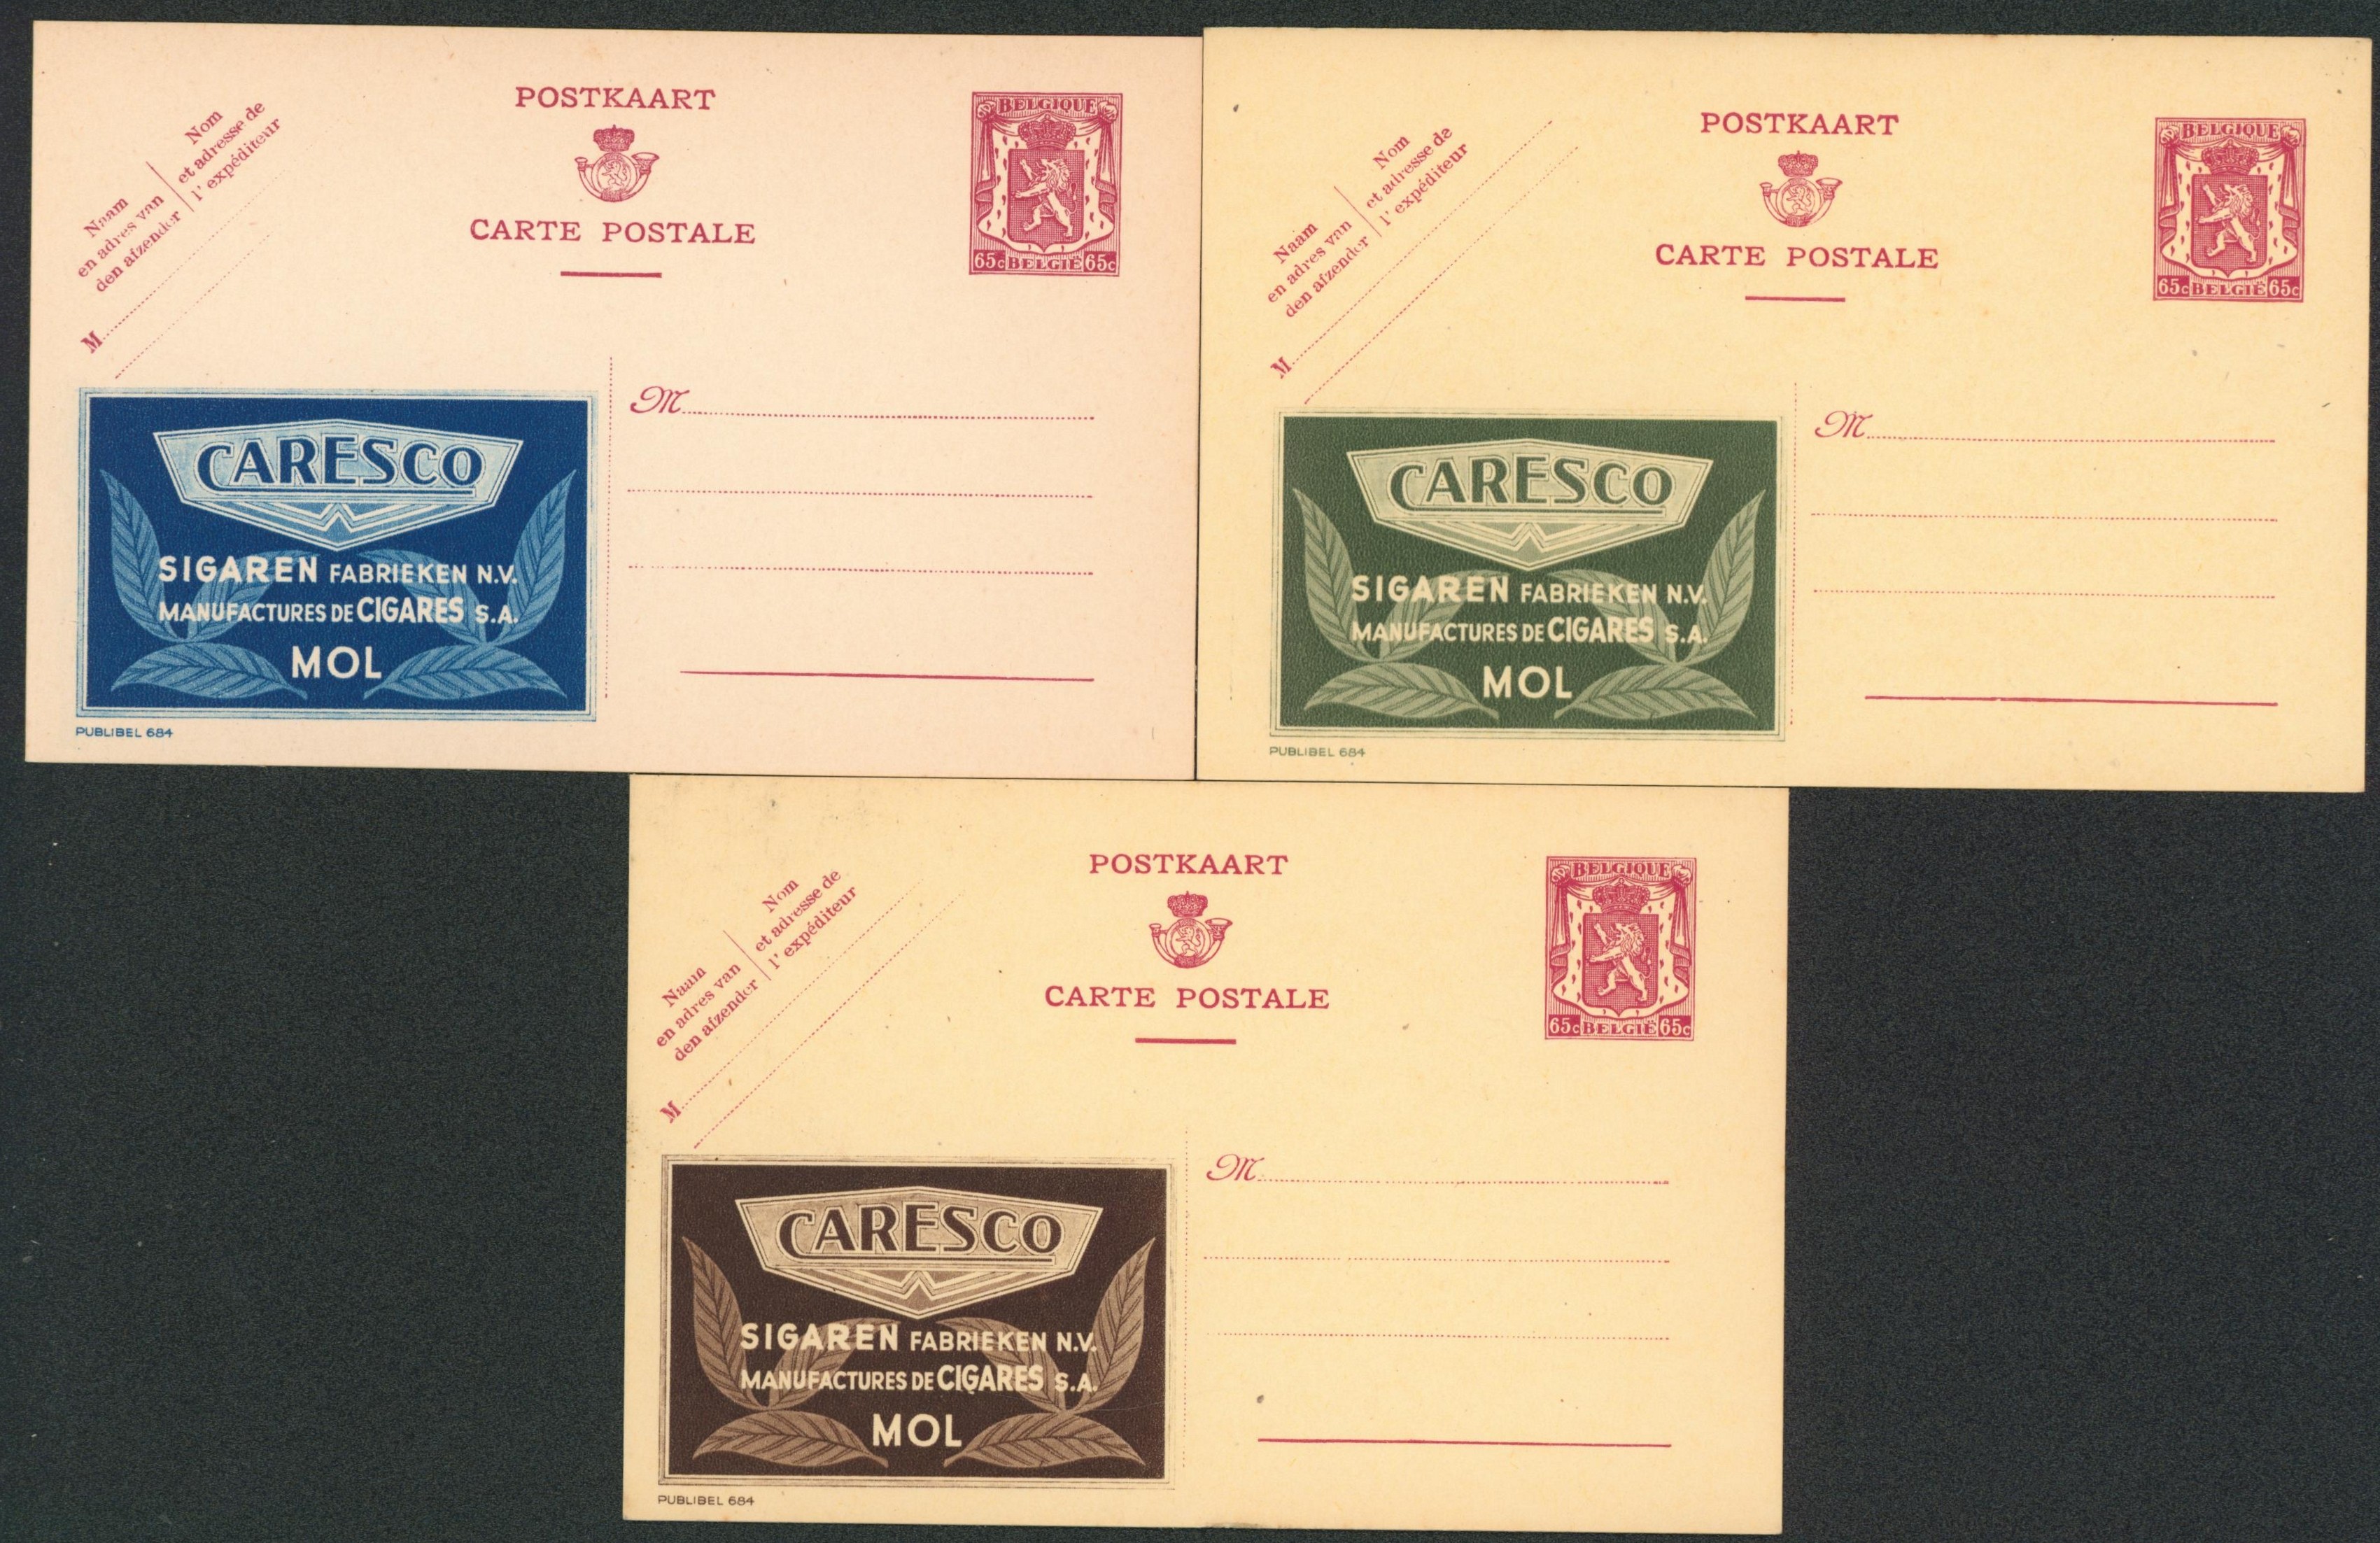 POSTKAART
CARTE POSTALE
Nom
et adresse de
l' expéditeur
Naam
en adres van
den afzender
M
BELGIQUE
65c BELGIË 65c
M
CARESCO
SIGAREN FABRIEKEN N.V.
MANUFACTURES DE CIGARES S.A.
MOL
PUBLIBEL 684
POSTKAART
CARTE POSTALE
Nom
et adresse de
l' expéditeur
Naam
en adres van
den afzender
M
BELGIQUE
65c BELGIË 65c
M
CARESCO
SIGAREN FABRIEKEN N.V.
MANUFACTURES DE CIGARES S.A.
MOL
PUBLIBEL 684
POSTKAART
CARTE POSTALE
Nom
et adresse de
l' expéditeur
Naam
en adres van
den afzender
M
BELGIQUE
65c BELGIË 65c
M
CARESCO
SIGAREN FABRIEKEN N.V.
MANUFACTURES DE CIGARES S.A.
MOL
PUBLIBEL 684